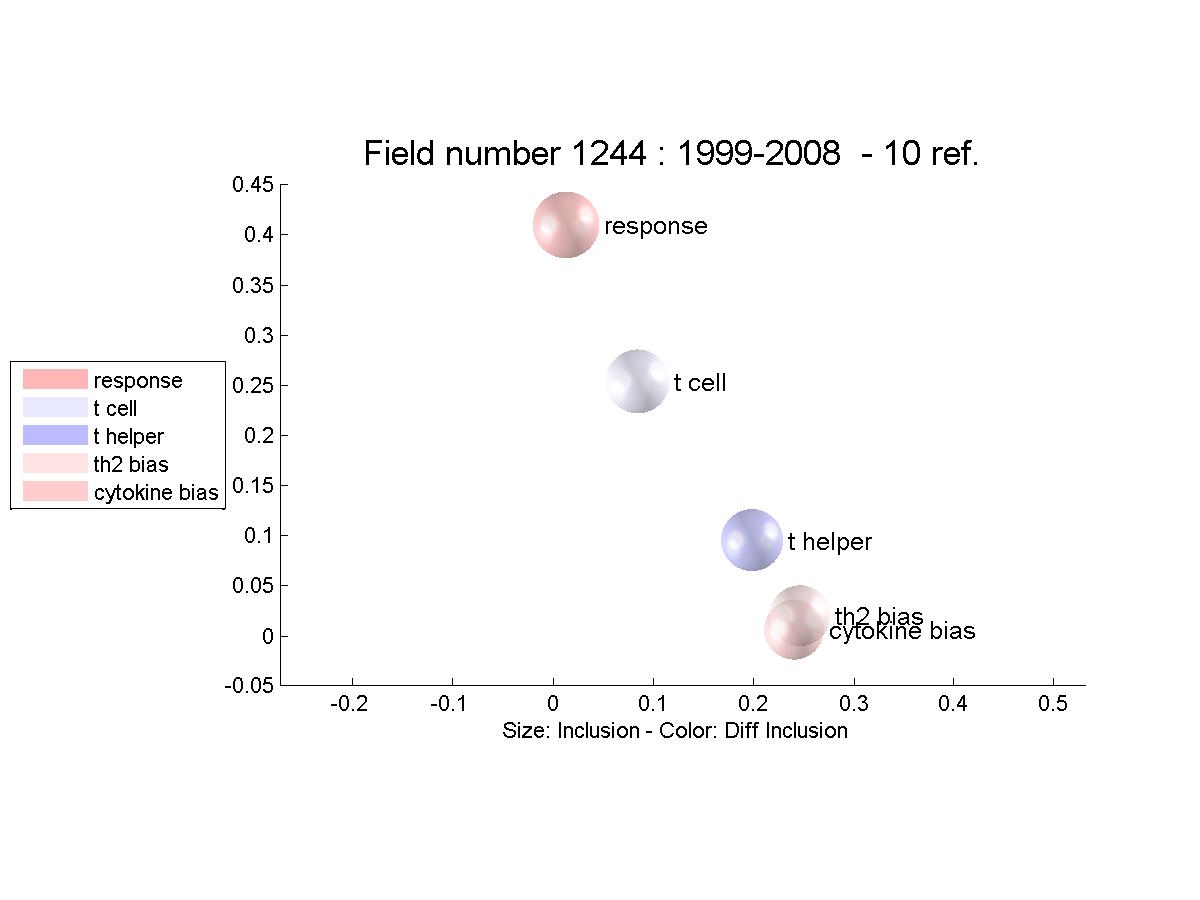 Field number 1244 : 1999-2008  - 10 ref.
0.45
0.4
0.35
0.3
0.25
0.2
0.15
0.1
0.05
0
-0.05
response
t cell
t helper
th2 bias
cytokine bias
response
t cell
t helper
th2 bias
cytokine bias
-0.2
-0.1
0
0.1
0.2
0.3
0.4
0.5
Size: Inclusion - Color: Diff Inclusion